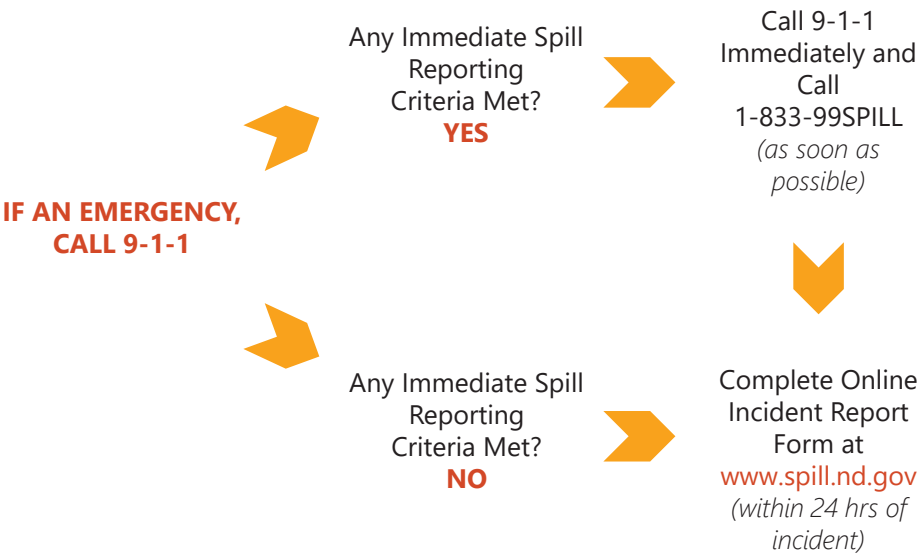 IF AN EMERGENCY,
CALL 9-1-1
Any Immediate Spill
Reporting
Criteria Met?
YES
Call 9-1-1
Immediately and
Call
1-833-99SPILL
(as soon as
possible)
Any Immediate Spill
Reporting
Criteria Met?
NO
Complete Online
Incident Report
Form at
www.spill.nd.gov
(within 24 hrs of
incident)